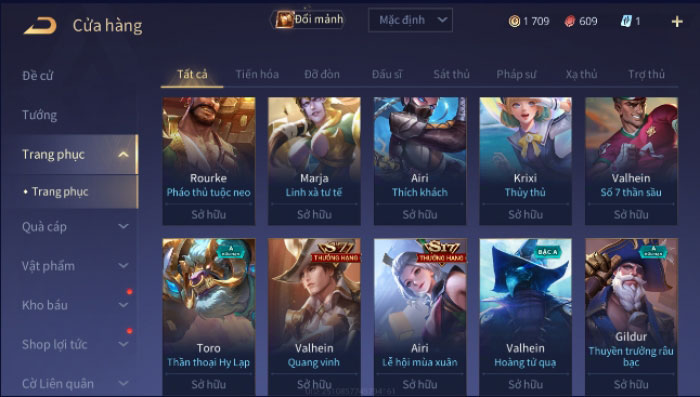 Cửa hàng
Đổi mảnh
Mặc định
1 709
609
1
Đề cử
Tướng
Trang phục
• Trang phục
Quà cáp
Vật phẩm
Kho báu
Shop lợi tức
Cờ Liên quân
Tất cả
Tiến hóa
Đỡ đòn
Đấu sĩ
Sát thủ
Pháp sư
Xạ thủ
Trợ thủ
Rourke
Pháo thủ tuộc neo
Sở hữu
Marja
Linh xà tư tế
Sở hữu
Airi
Thích khách
Sở hữu
Krixi
Thủy thủ
Sở hữu
Valhein
Số 7 thần sầu
Sở hữu
A
Toro
Thần thoại Hy Lạp
Sở hữu
THƯỞNG HẠNG
Valhein
Quang vinh
Sở hữu
S17
THƯỞNG HẠNG
Airi
Lễ hội mùa xuân
Sở hữu
BẬC A
Valhein
Hoàng tử quạ
Sở hữu
A
Gildur
Thuyền trưởng râu
bạc
Sở hữu